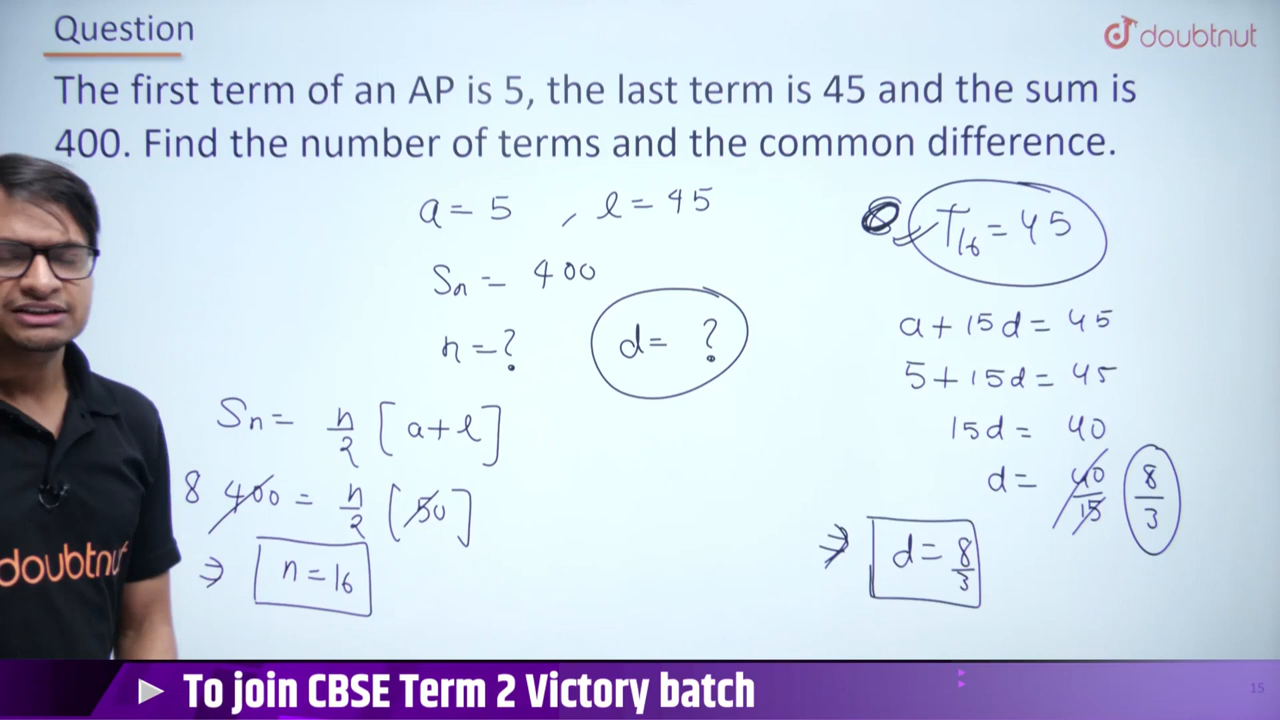 Question
doubtnut
The first term of an AP is 5, the last term is 45 and the sum is
400. Find the number of terms and the common difference.
a = 5 , l = 45
Sn = 400
n = ?
d = ?
Sn = n/2 [a+l]
8 400 = n/2 [50]
⇒ n = 16
T16 = 45
a + 15d = 45
5 + 15d = 45
15d = 40
d = 40/15 8/3
⇒ d = 8/3
doubtnut
To join CBSE Term 2 Victory batch
15